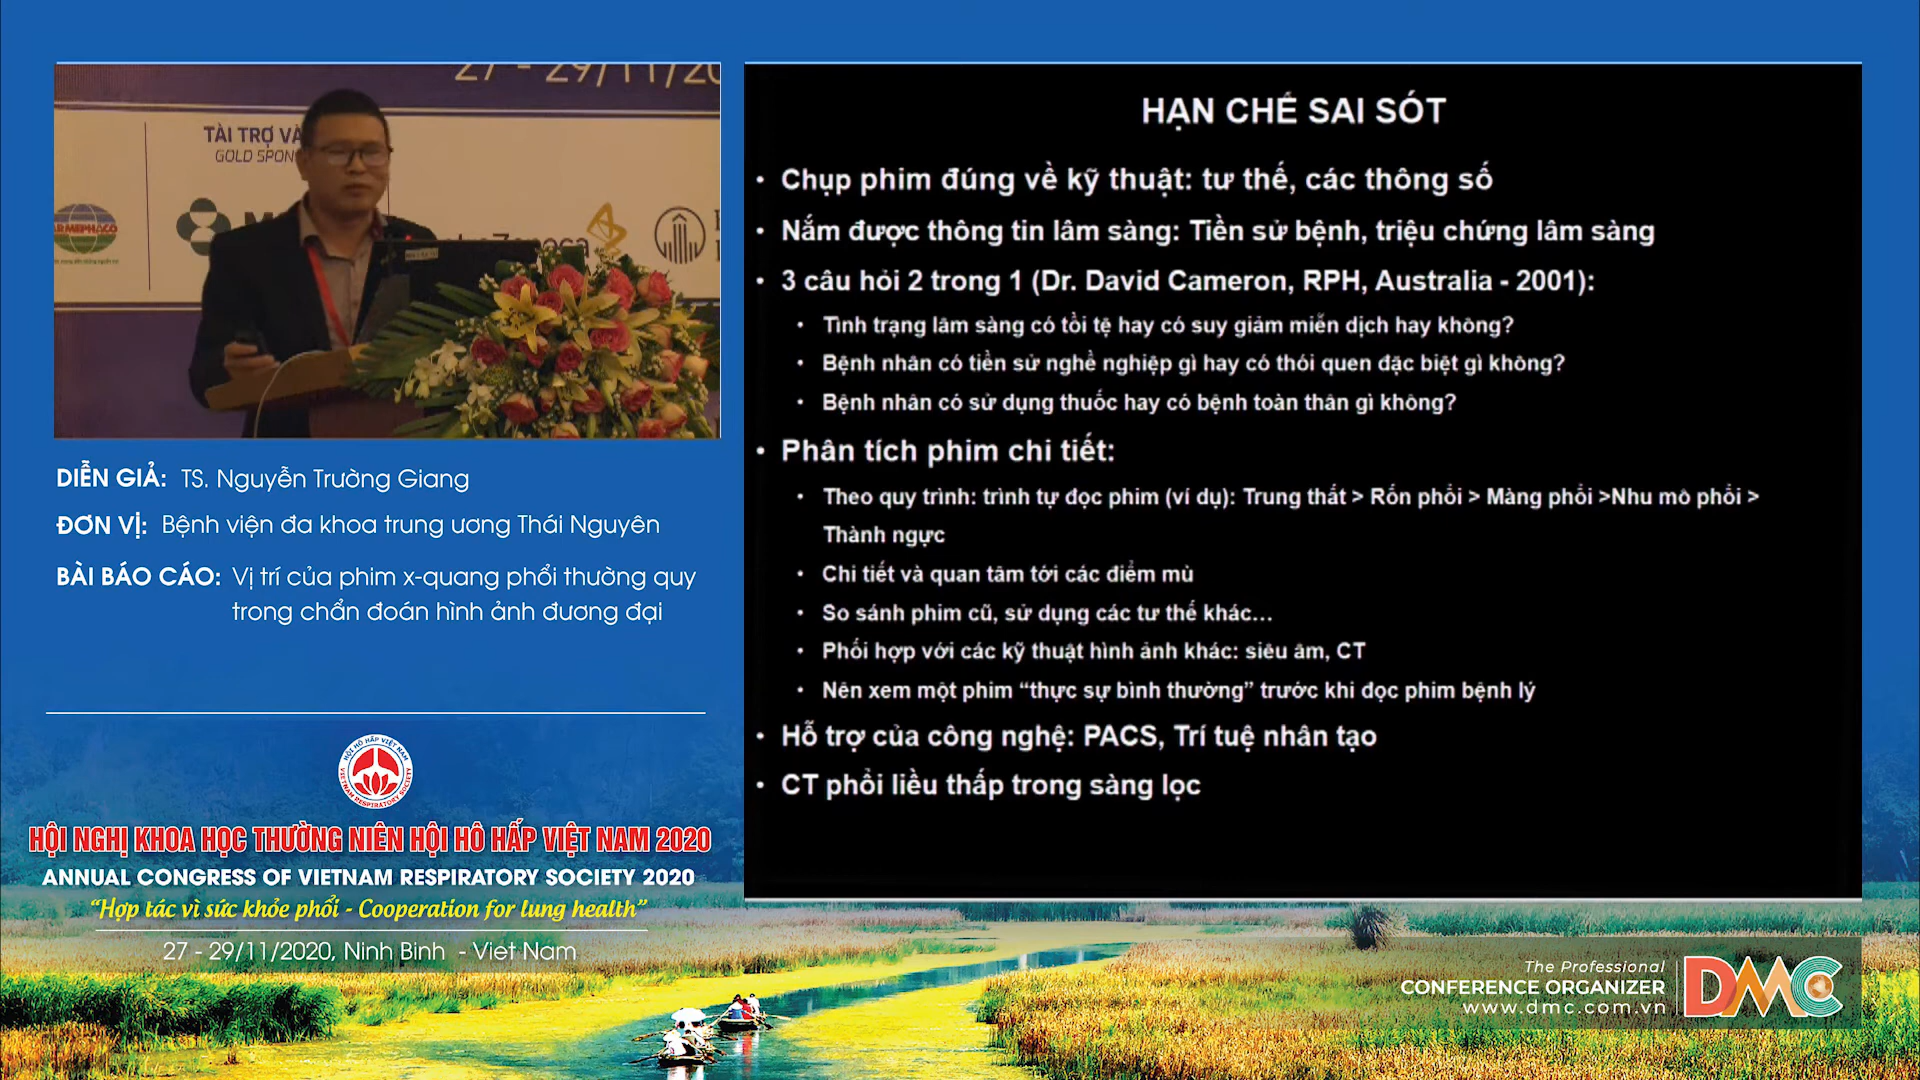 27 - 29/11/20
TÀI TRỢ VÀ
GOLD SPON
ARMEPHACO
DIỄN GIẢ: TS. Nguyễn Trường Giang
ĐƠN VỊ: Bệnh viện đa khoa trung ương Thái Nguyên
BÀI BÁO CÁO: Vị trí của phim x-quang phổi thường quy
trong chẩn đoán hình ảnh đương đại
HỘI HÔ HẤP VIỆT NAM
VIETNAM RESPIRATORY SOCIETY
HỘI NGHỊ KHOA HỌC THƯỜNG NIÊN HỘI HÔ HẤP VIỆT NAM 2020
ANNUAL CONGRESS OF VIETNAM RESPIRATORY SOCIETY 2020
“Hợp tác vì sức khỏe phổi - Cooperation for lung health”
27 - 29/11/2020, Ninh Binh - Viet Nam
HẠN CHẾ SAI SÓT
• Chụp phim đúng về kỹ thuật: tư thế, các thông số
• Nắm được thông tin lâm sàng: Tiền sử bệnh, triệu chứng lâm sàng
• 3 câu hỏi 2 trong 1 (Dr. David Cameron, RPH, Australia - 2001):
• Tình trạng lâm sàng có tồi tệ hay có suy giảm miễn dịch hay không?
• Bệnh nhân có tiền sử nghề nghiệp gì hay có thói quen đặc biệt gì không?
• Bệnh nhân có sử dụng thuốc hay có bệnh toàn thân gì không?
• Phân tích phim chi tiết:
• Theo quy trình: trình tự đọc phim (ví dụ): Trung thất > Rốn phổi > Màng phổi >Nhu mô phổi >
Thành ngực
• Chi tiết và quan tâm tới các điểm mù
• So sánh phim cũ, sử dụng các tư thế khác...
• Phối hợp với các kỹ thuật hình ảnh khác: siêu âm, CT
• Nên xem một phim “thực sự bình thường” trước khi đọc phim bệnh lý
• Hỗ trợ của công nghệ: PACS, Trí tuệ nhân tạo
• CT phổi liều thấp trong sàng lọc
The Professional
CONFERENCE ORGANIZER
www.dmc.com.vn
DMC